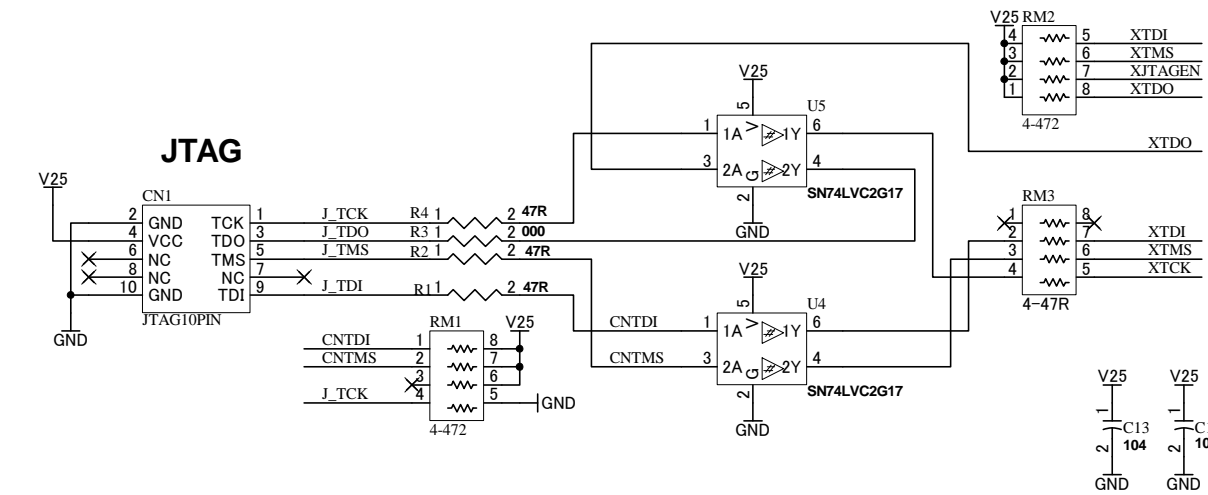 V25 RM2
4 5 XTDI
3 6 XTMS
2 7 XJTAGEN
1 8 XTDO
4-472
V25
5 U5
1 1A V 1Y 6
3 2A G 2Y 4
2 SN74LVC2G17
GND
XTDO
JTAG
V25
CN1
2 GND TCK 1 J_TCK R4 1 2 47R
4 VCC TDO 3 J_TDO R3 1 2 000
6 NC TMS 5 J_TMS R2 1 2 47R
8 NC NC 7
10 GND TDI 9 J_TDI R1 1 2 47R
JTAG10PIN
GND
RM3
1 8
2 7 XTDI
3 6 XTMS
4 5 XTCK
4-47R
V25
5 U4
CNTDI 1 1A V 1Y 6
CNTMS 3 2A G 2Y 4
2 SN74LVC2G17
GND
RM1 V25
CNTDI 1 8
CNTMS 2 7
3 6
J_TCK 4 5 GND
4-472
V25 V25
1 1
C13
104
2 2
GND GND